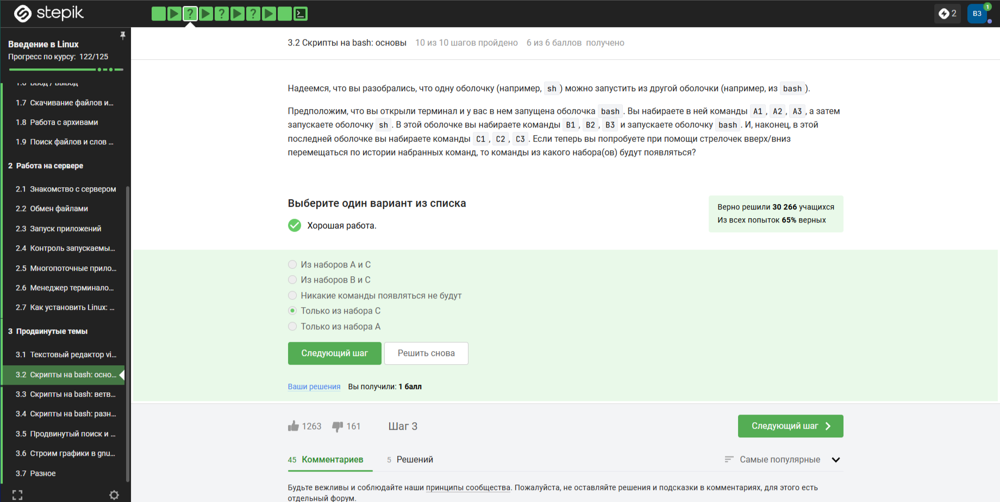 stepik
2
ВЗ
1
Введение в Linux
Прогресс по курсу: 122/125
1.6 Ввод / Вывод
1.7 Скачивание файлов и...
1.8 Работа с архивами
1.9 Поиск файлов и слов ...
2 Работа на сервере
2.1 Знакомство с сервером
2.2 Обмен файлами
2.3 Запуск приложений
2.4 Контроль запускаемы...
2.5 Многопоточные прило...
2.6 Менеджер терминало...
2.7 Как установить Linux: ...
3 Продвинутые темы
3.1 Текстовый редактор vi...
3.2 Скрипты на bash: осно...
3.3 Скрипты на bash: ветв...
3.4 Скрипты на bash: разн...
3.5 Продвинутый поиск и ...
3.6 Строим графики в gnu...
3.7 Разное
3.2 Скрипты на bash: основы 10 из 10 шагов пройдено 6 из 6 баллов получено
Надеемся, что вы разобрались, что одну оболочку (например, sh) можно запустить из другой оболочки (например, из bash).
Предположим, что вы открыли терминал и у вас в нем запущена оболочка bash. Вы набираете в ней команды A1, A2, A3, а затем
запускаете оболочку sh. В этой оболочке вы набираете команды B1, B2, B3 и запускаете оболочку bash. И, наконец, в этой
последней оболочке вы набираете команды C1, C2, C3. Если теперь вы попробуете при помощи стрелочек вверх/вниз
перемещаться по истории набранных команд, то команды из какого набора(ов) будут появляться?
Выберите один вариант из списка
Хорошая работа.
Верно решили 30 266 учащихся
Из всех попыток 65% верных
Из наборов A и C
Из наборов B и C
Никакие команды появляться не будут
Только из набора C
Только из набора A
Следующий шаг
Решить снова
Ваши решения Вы получили: 1 балл
1263 161 Шаг 3
Следующий шаг
45 Комментариев
5 Решений
Самые популярные
Будьте вежливы и соблюдайте наши принципы сообщества. Пожалуйста, не оставляйте решения и подсказки в комментариях, для этого есть
отдельный форум.